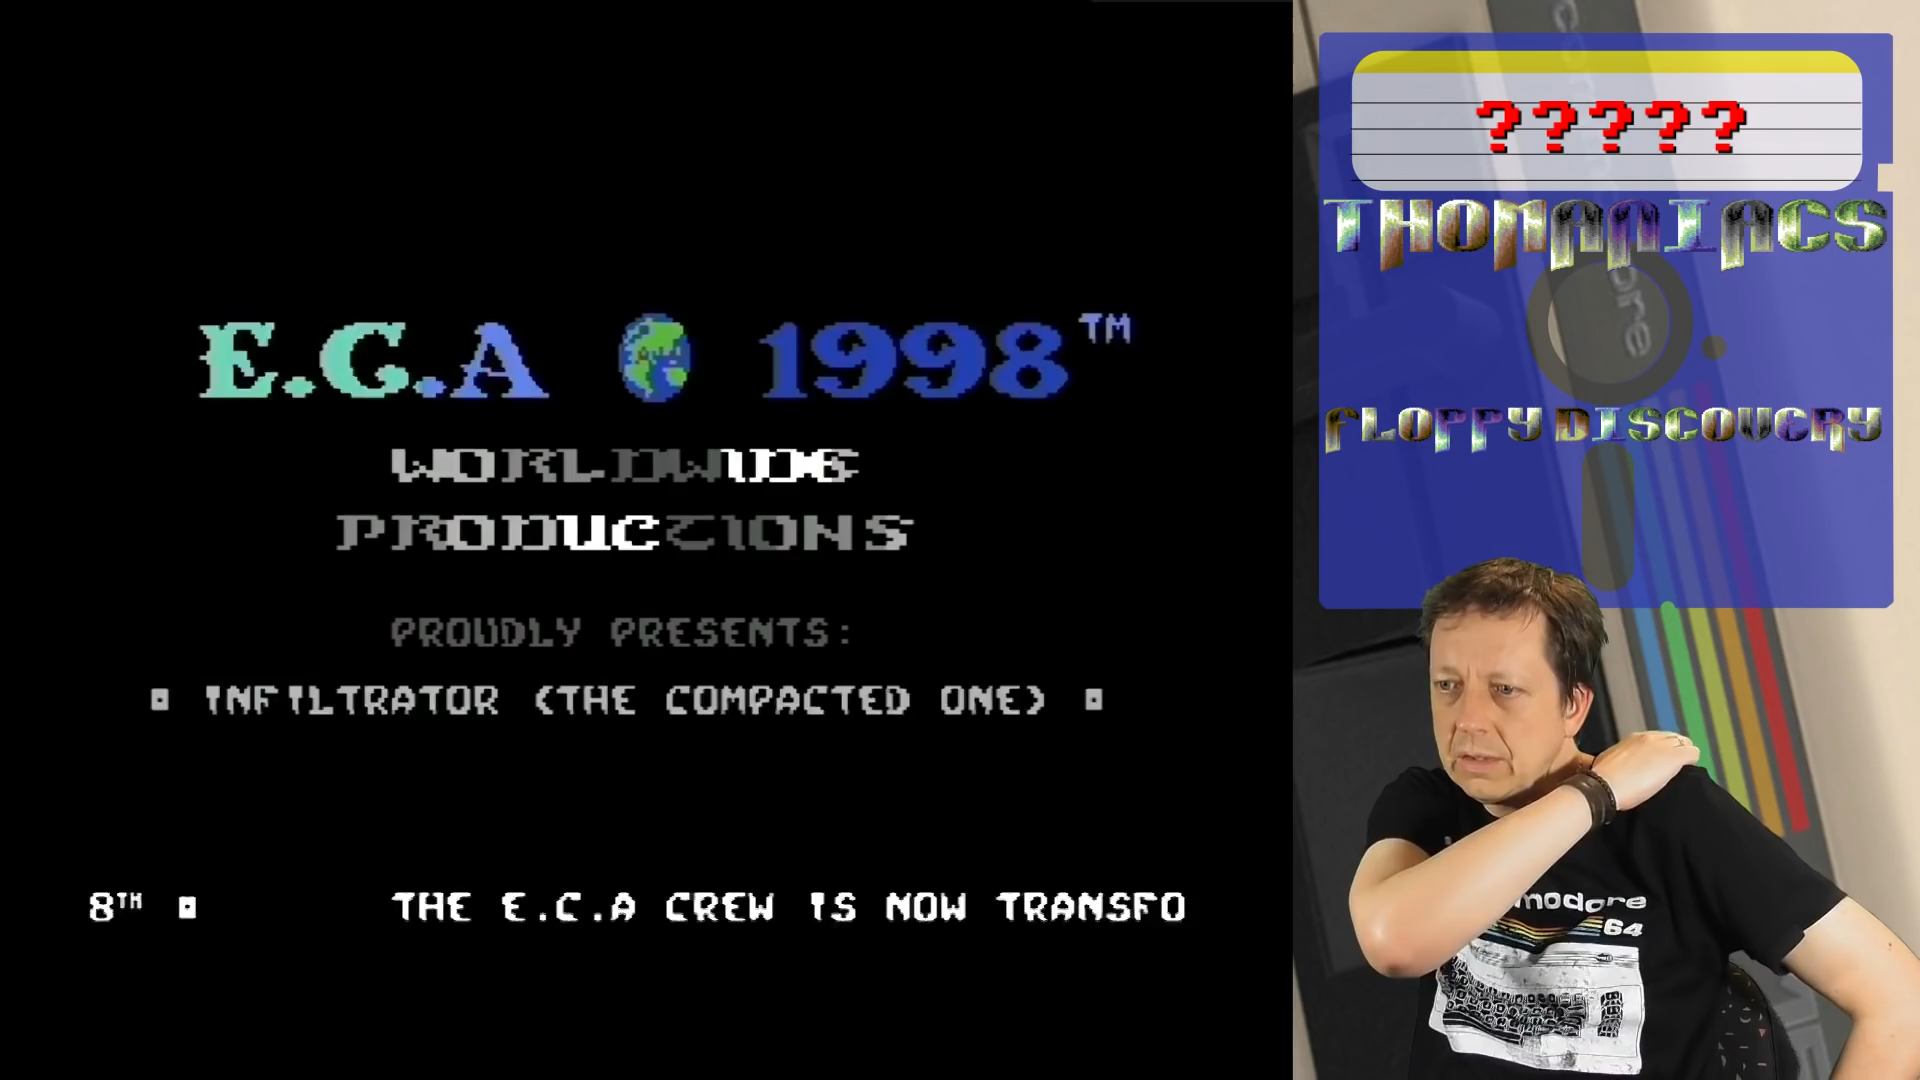 E.C.A 1998™
WORLDWIDE
PRODUCTIONS
PROUDLY PRESENTS:
INFILTRATOR (THE COMPACTED ONE)
8TH THE E.C.A CREW IS NOW TRANSFO
?????
THOMANIACS
FLOPPY DISCOVERY
commodore
64